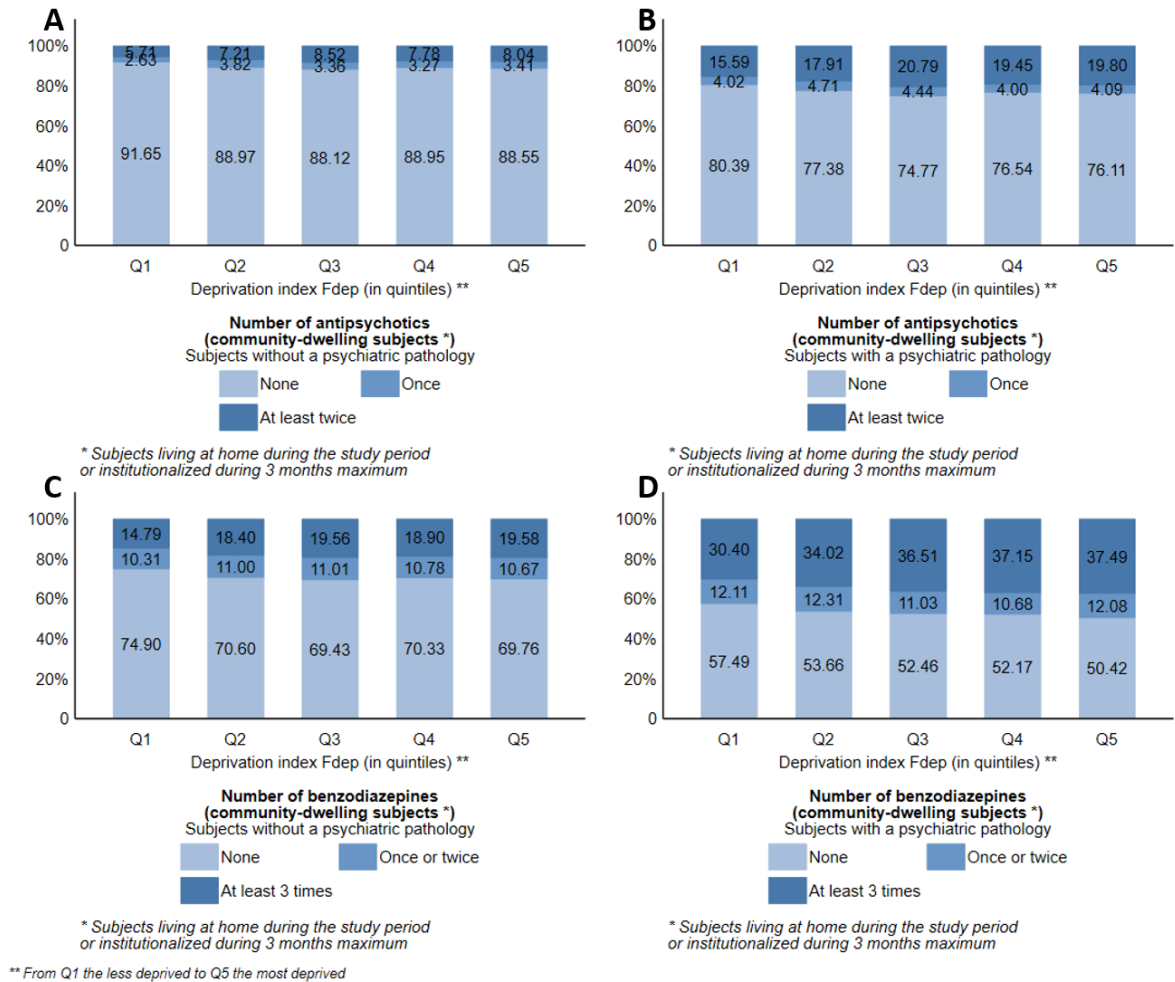 A
100%
80%
60%
40%
20%
0
5.71
7.21
8.52
7.78
8.04
2.63
3.82
3.36
3.27
3.41
91.65
88.97
88.12
88.95
88.55
Q1 Q2 Q3 Q4 Q5
Deprivation index Fdep (in quintiles) **
Number of antipsychotics
(community-dwelling subjects *)
Subjects without a psychiatric pathology
None Once
At least twice
* Subjects living at home during the study period
or institutionalized during 3 months maximum
B
100%
80%
60%
40%
20%
0
15.59
17.91
20.79
19.45
19.80
4.02
4.71
4.44
4.00
4.09
80.39
77.38
74.77
76.54
76.11
Q1 Q2 Q3 Q4 Q5
Deprivation index Fdep (in quintiles) **
Number of antipsychotics
(community-dwelling subjects *)
Subjects with a psychiatric pathology
None Once
At least twice
* Subjects living at home during the study period
or institutionalized during 3 months maximum
C
100%
80%
60%
40%
20%
0
14.79
18.40
19.56
18.90
19.58
10.31
11.00
11.01
10.78
10.67
74.90
70.60
69.43
70.33
69.76
Q1 Q2 Q3 Q4 Q5
Deprivation index Fdep (in quintiles) **
Number of benzodiazepines
(community-dwelling subjects *)
Subjects without a psychiatric pathology
None Once or twice
At least 3 times
* Subjects living at home during the study period
or institutionalized during 3 months maximum
D
100%
80%
60%
40%
20%
0
30.40
34.02
36.51
37.15
37.49
12.11
12.31
11.03
10.68
12.08
57.49
53.66
52.46
52.17
50.42
Q1 Q2 Q3 Q4 Q5
Deprivation index Fdep (in quintiles) **
Number of benzodiazepines
(community-dwelling subjects *)
Subjects with a psychiatric pathology
None Once or twice
At least 3 times
* Subjects living at home during the study period
or institutionalized during 3 months maximum
** From Q1 the less deprived to Q5 the most deprived